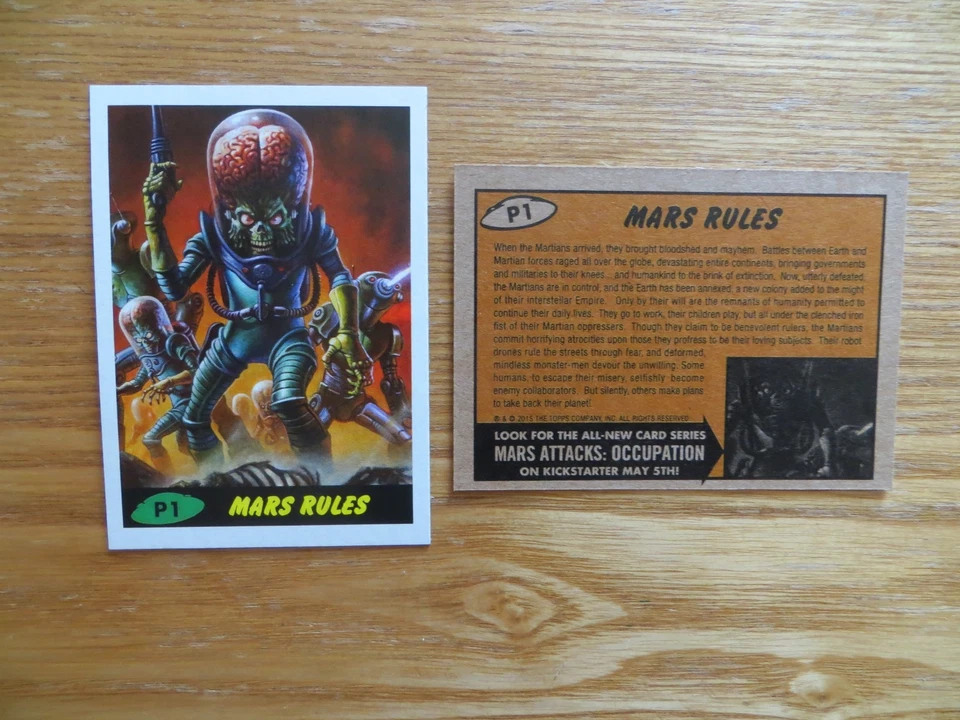 P1 MARS RULES
P1 MARS RULES
When the Martians arrived, they brought bloodshed and mayhem. Battles between Earth and
Martian forces raged all over the globe, devastating entire continents, bringing governments
and militaries to their knees... and humankind to the brink of extinction. Now, utterly defeated,
the Martians are in control, and the Earth has been annexed, a new colony added to the might
of their interstellar Empire. Only by their will are the remnants of humanity permitted to
continue their daily lives. They go to work, their children play, but all under the clenched iron
fist of their Martian oppressors. Though they claim to be benevolent rulers, the Martians
commit horrifying atrocities upon those they profess to be their loving subjects. Their robot
drones rule the streets through fear, and deformed,
mindless monster-men devour the unwilling. Some
humans, to escape their misery, selfishly become
enemy collaborators. But silently, others make plans
to take back their planet!
® & © 2015 THE TOPPS COMPANY, INC. ALL RIGHTS RESERVED.
LOOK FOR THE ALL-NEW CARD SERIES
MARS ATTACKS: OCCUPATION
ON KICKSTARTER MAY 5TH!